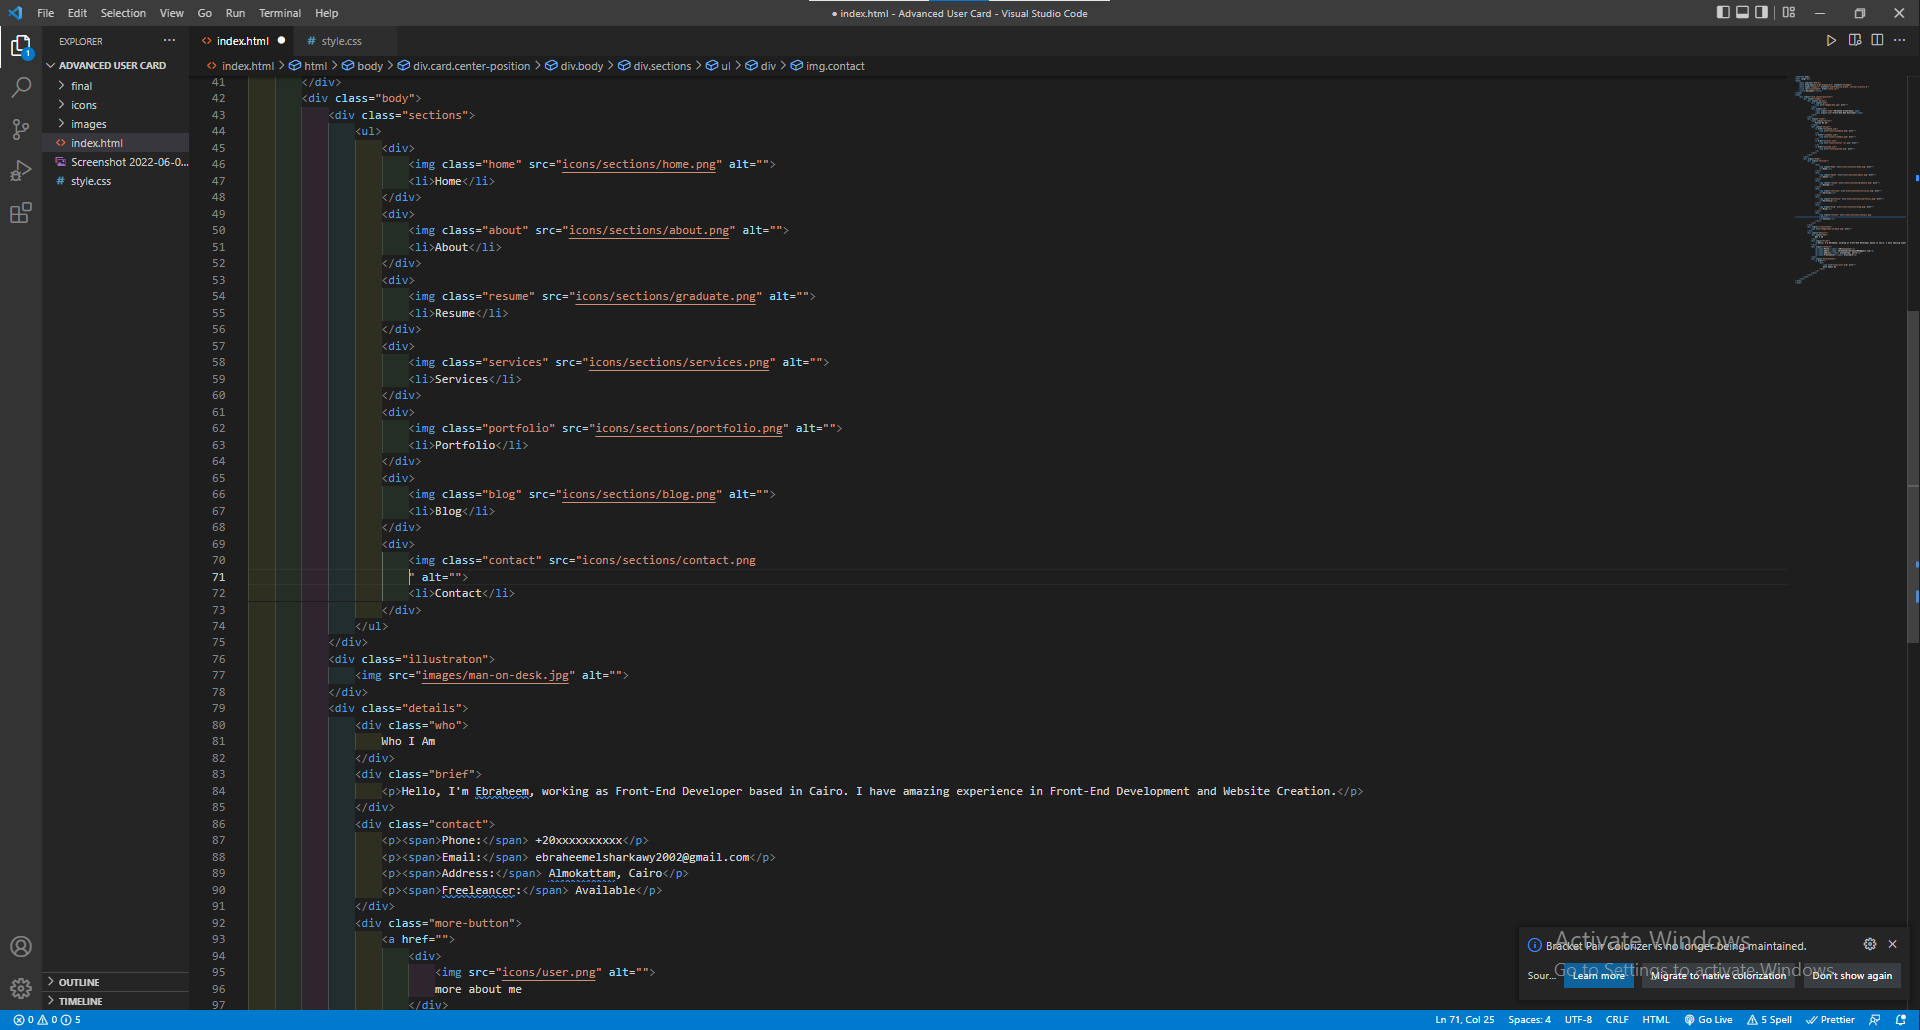 File Edit Selection View Go Run Terminal Help
● index.html - Advanced User Card - Visual Studio Code
EXPLORER ···
index.html ●
# style.css
index.html > html > body > div.card.center-position > div.body > div.sections > ul > div > img.contact
1
ADVANCED USER CARD
final
icons
images
index.html
Screenshot 2022-06-0...
# style.css
OUTLINE
TIMELINE
41 </div>
42 <div class="body">
43 <div class="sections">
44 <ul>
45 <div>
46 <img class="home" src="icons/sections/home.png" alt="">
47 <li>Home</li>
48 </div>
49 <div>
50 <img class="about" src="icons/sections/about.png" alt="">
51 <li>About</li>
52 </div>
53 <div>
54 <img class="resume" src="icons/sections/graduate.png" alt="">
55 <li>Resume</li>
56 </div>
57 <div>
58 <img class="services" src="icons/sections/services.png" alt="">
59 <li>Services</li>
60 </div>
61 <div>
62 <img class="portfolio" src="icons/sections/portfolio.png" alt="">
63 <li>Portfolio</li>
64 </div>
65 <div>
66 <img class="blog" src="icons/sections/blog.png" alt="">
67 <li>Blog</li>
68 </div>
69 <div>
70 <img class="contact" src="icons/sections/contact.png
71 " alt="">
72 <li>Contact</li>
73 </div>
74 </ul>
75 </div>
76 <div class="illustraton">
77 <img src="images/man-on-desk.jpg" alt="">
78 </div>
79 <div class="details">
80 <div class="who">
81 Who I Am
82 </div>
83 <div class="brief">
84 <p>Hello, I'm Ebraheem, working as Front-End Developer based in Cairo. I have amazing experience in Front-End Development and Website Creation.</p>
85 </div>
86 <div class="contact">
87 <p><span>Phone:</span> +20xxxxxxxxxx</p>
88 <p><span>Email:</span> ebraheemelsharkawy2002@gmail.com</p>
89 <p><span>Address:</span> Almokattam, Cairo</p>
90 <p><span>Freeleancer:</span> Available</p>
91 </div>
92 <div class="more-button">
93 <a href="">
94 <div>
95 <img src="icons/user.png" alt="">
96 more about me
97 </div>
Activate Windows
Go to Settings to activate Windows.
Bracket Pair Colorizer is no longer being maintained.
Sour... Learn more Migrate to native colorization Don't show again
0 0 5
Ln 71, Col 25 Spaces: 4 UTF-8 CRLF HTML Go Live 5 Spell Prettier